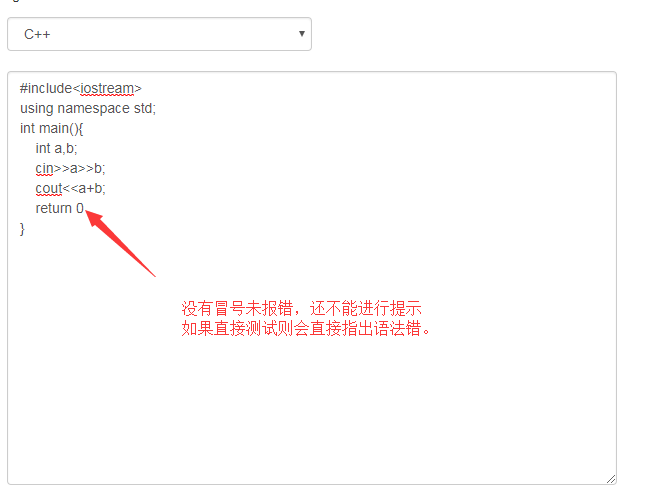 C++
#include<iostream>
using namespace std;
int main(){
    int a,b;
    cin>>a>>b;
    cout<<a+b;
    return 0
}
没有冒号未报错，还不能进行提示
如果直接测试则会直接指出语法错。